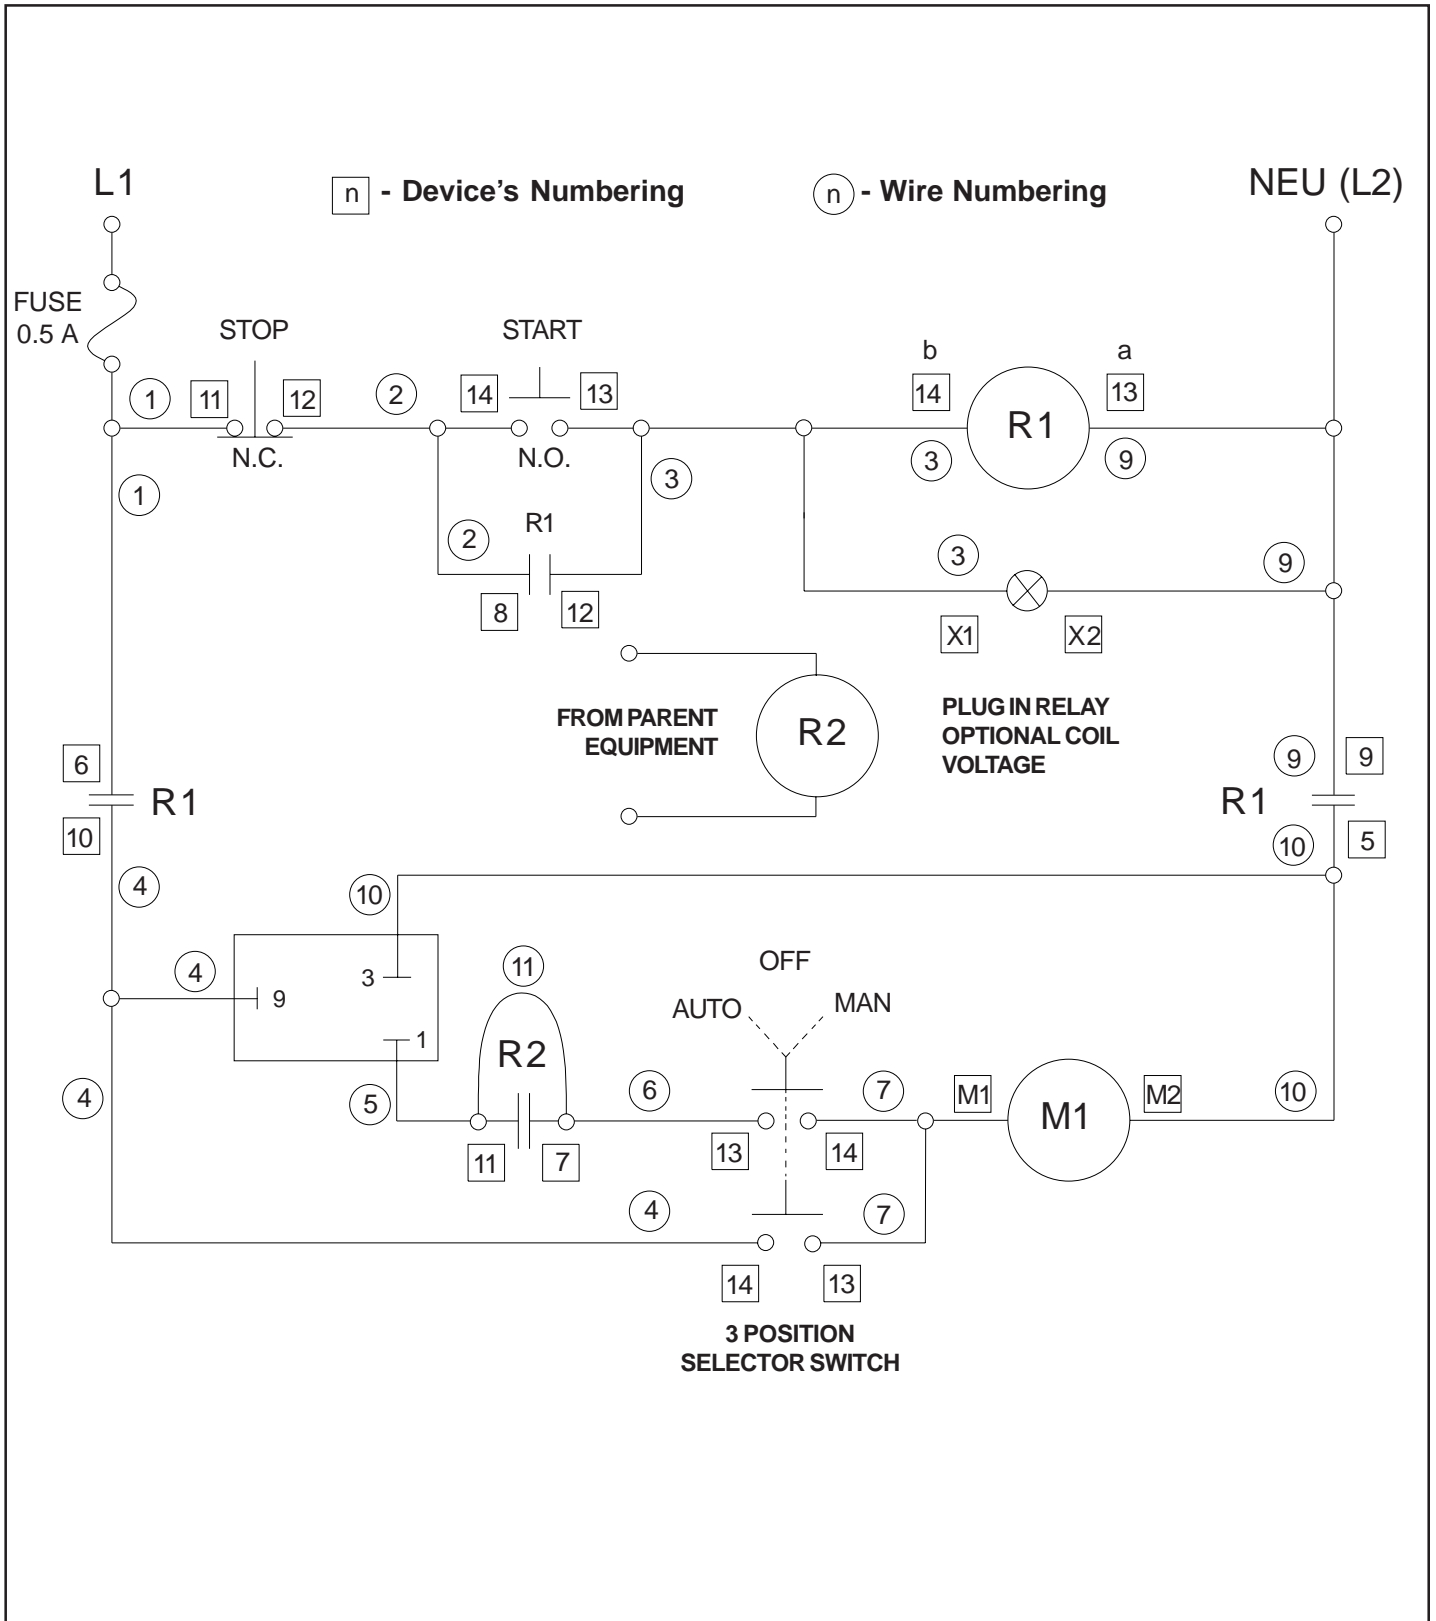 L1
n - Device's Numbering
n - Wire Numbering
NEU (L2)
FUSE
0.5 A
STOP
START
b
a
1
11
12
2
14
13
14
13
R1
N.C.
N.O.
3
3
9
1
2
R1
3
9
8
12
X1
X2
FROM PARENT
EQUIPMENT
R2
PLUG IN RELAY
OPTIONAL COIL
VOLTAGE
6
R1
10
9
9
R1
10
5
4
10
4
9
3
1
11
R2
OFF
AUTO
MAN
4
5
6
7
M1
M1
M2
10
11
7
13
14
4
7
14
13
3 POSITION
SELECTOR SWITCH